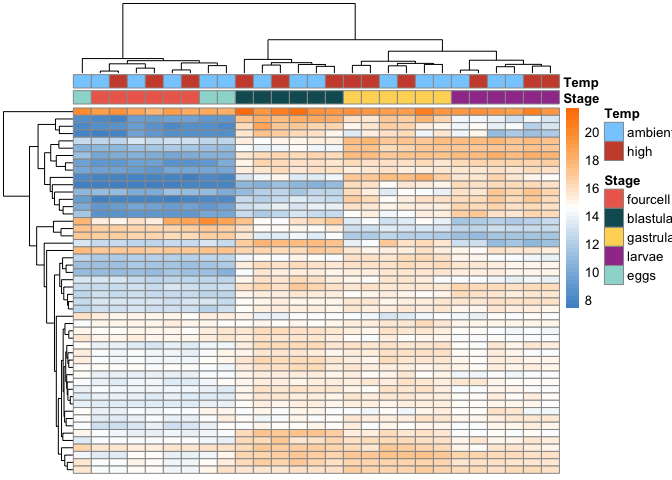 Temp
Stage
20
18
16
14
12
10
8
Temp
ambient
high
Stage
fourcell
blastula
gastrula
larvae
eggs